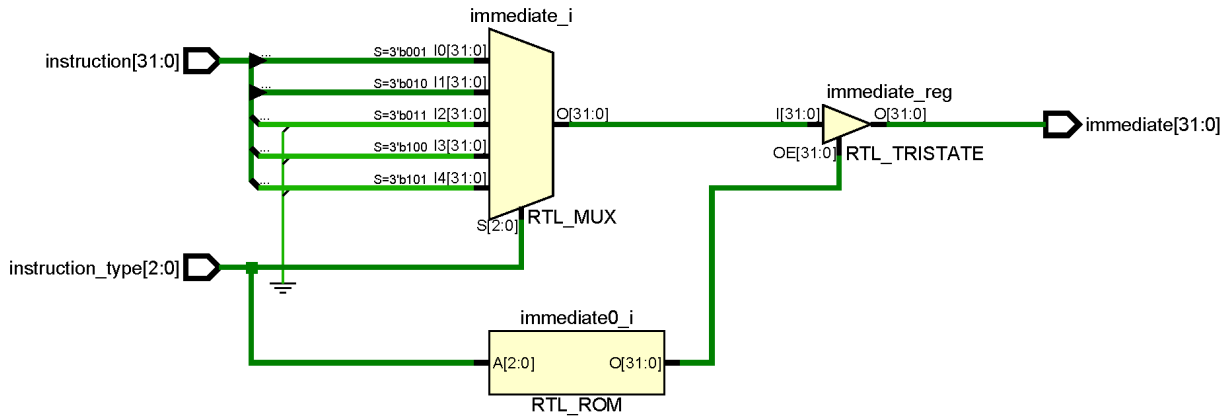 immediate_i
instruction[31:0]
... S=3'b001 I0[31:0]
... S=3'b010 I1[31:0]
... S=3'b011 I2[31:0]
... S=3'b100 I3[31:0]
... S=3'b101 I4[31:0]
O[31:0]
S[2:0]
RTL_MUX
immediate_reg
I[31:0]
O[31:0]
OE[31:0]
RTL_TRISTATE
immediate[31:0]
instruction_type[2:0]
immediate0_i
A[2:0]
O[31:0]
RTL_ROM